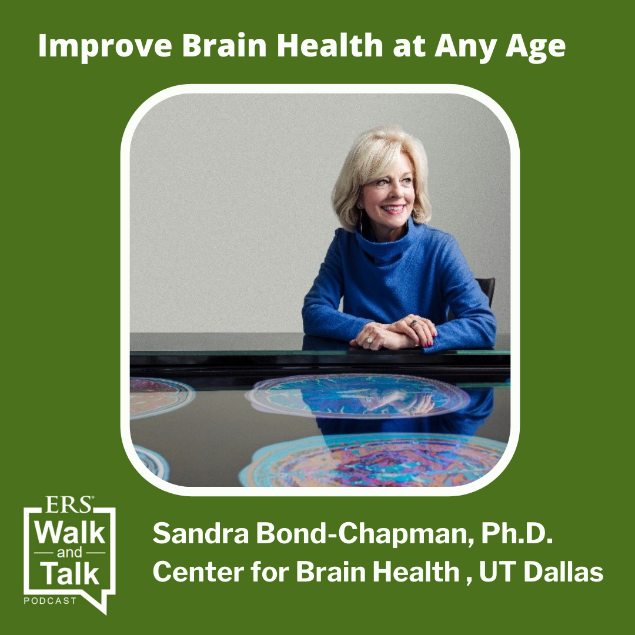 Improve Brain Health at Any Age
ERS®
Walk
and
Talk
PODCAST
Sandra Bond-Chapman, Ph.D.
Center for Brain Health , UT Dallas